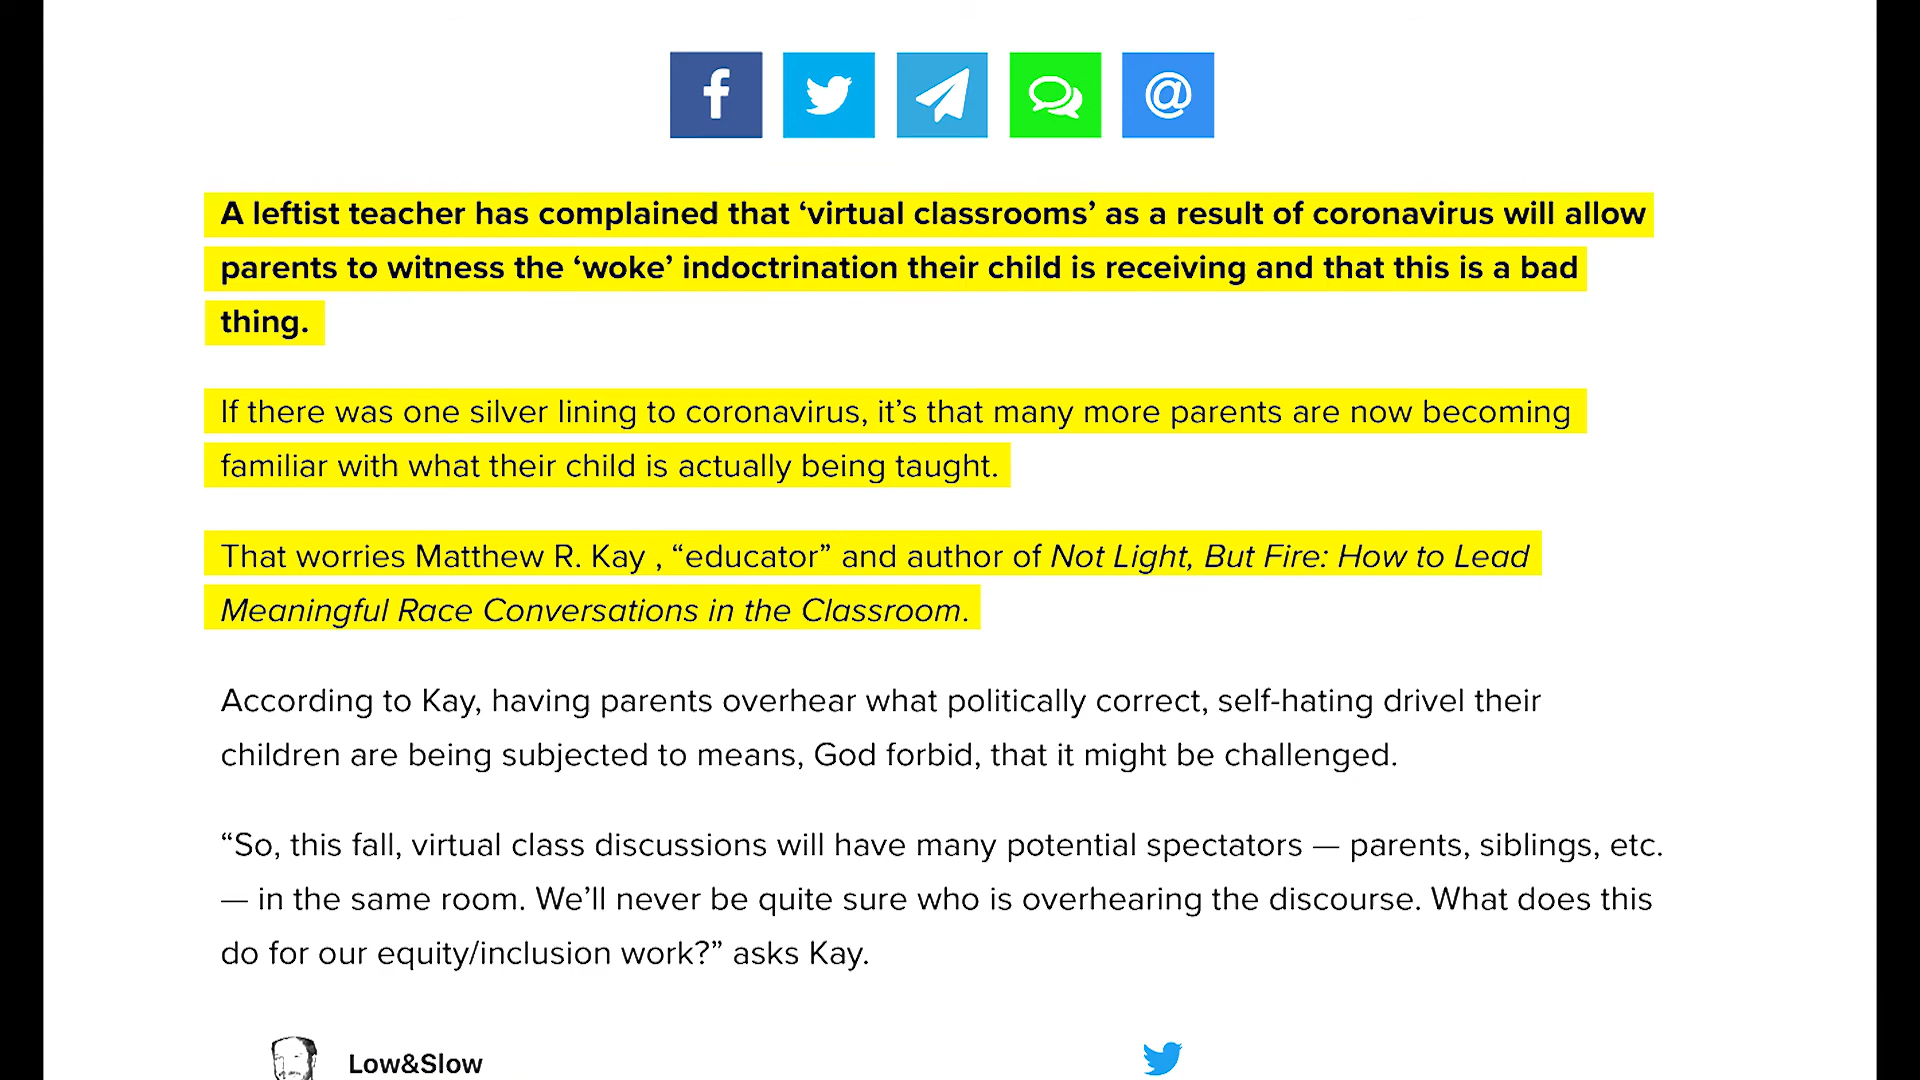 A leftist teacher has complained that ‘virtual classrooms’ as a result of coronavirus will allow
parents to witness the ‘woke’ indoctrination their child is receiving and that this is a bad
thing.
If there was one silver lining to coronavirus, it’s that many more parents are now becoming
familiar with what their child is actually being taught.
That worries Matthew R. Kay , “educator” and author of Not Light, But Fire: How to Lead
Meaningful Race Conversations in the Classroom.
According to Kay, having parents overhear what politically correct, self-hating drivel their
children are being subjected to means, God forbid, that it might be challenged.
“So, this fall, virtual class discussions will have many potential spectators — parents, siblings, etc.
— in the same room. We’ll never be quite sure who is overhearing the discourse. What does this
do for our equity/inclusion work?” asks Kay.
Low&Slow